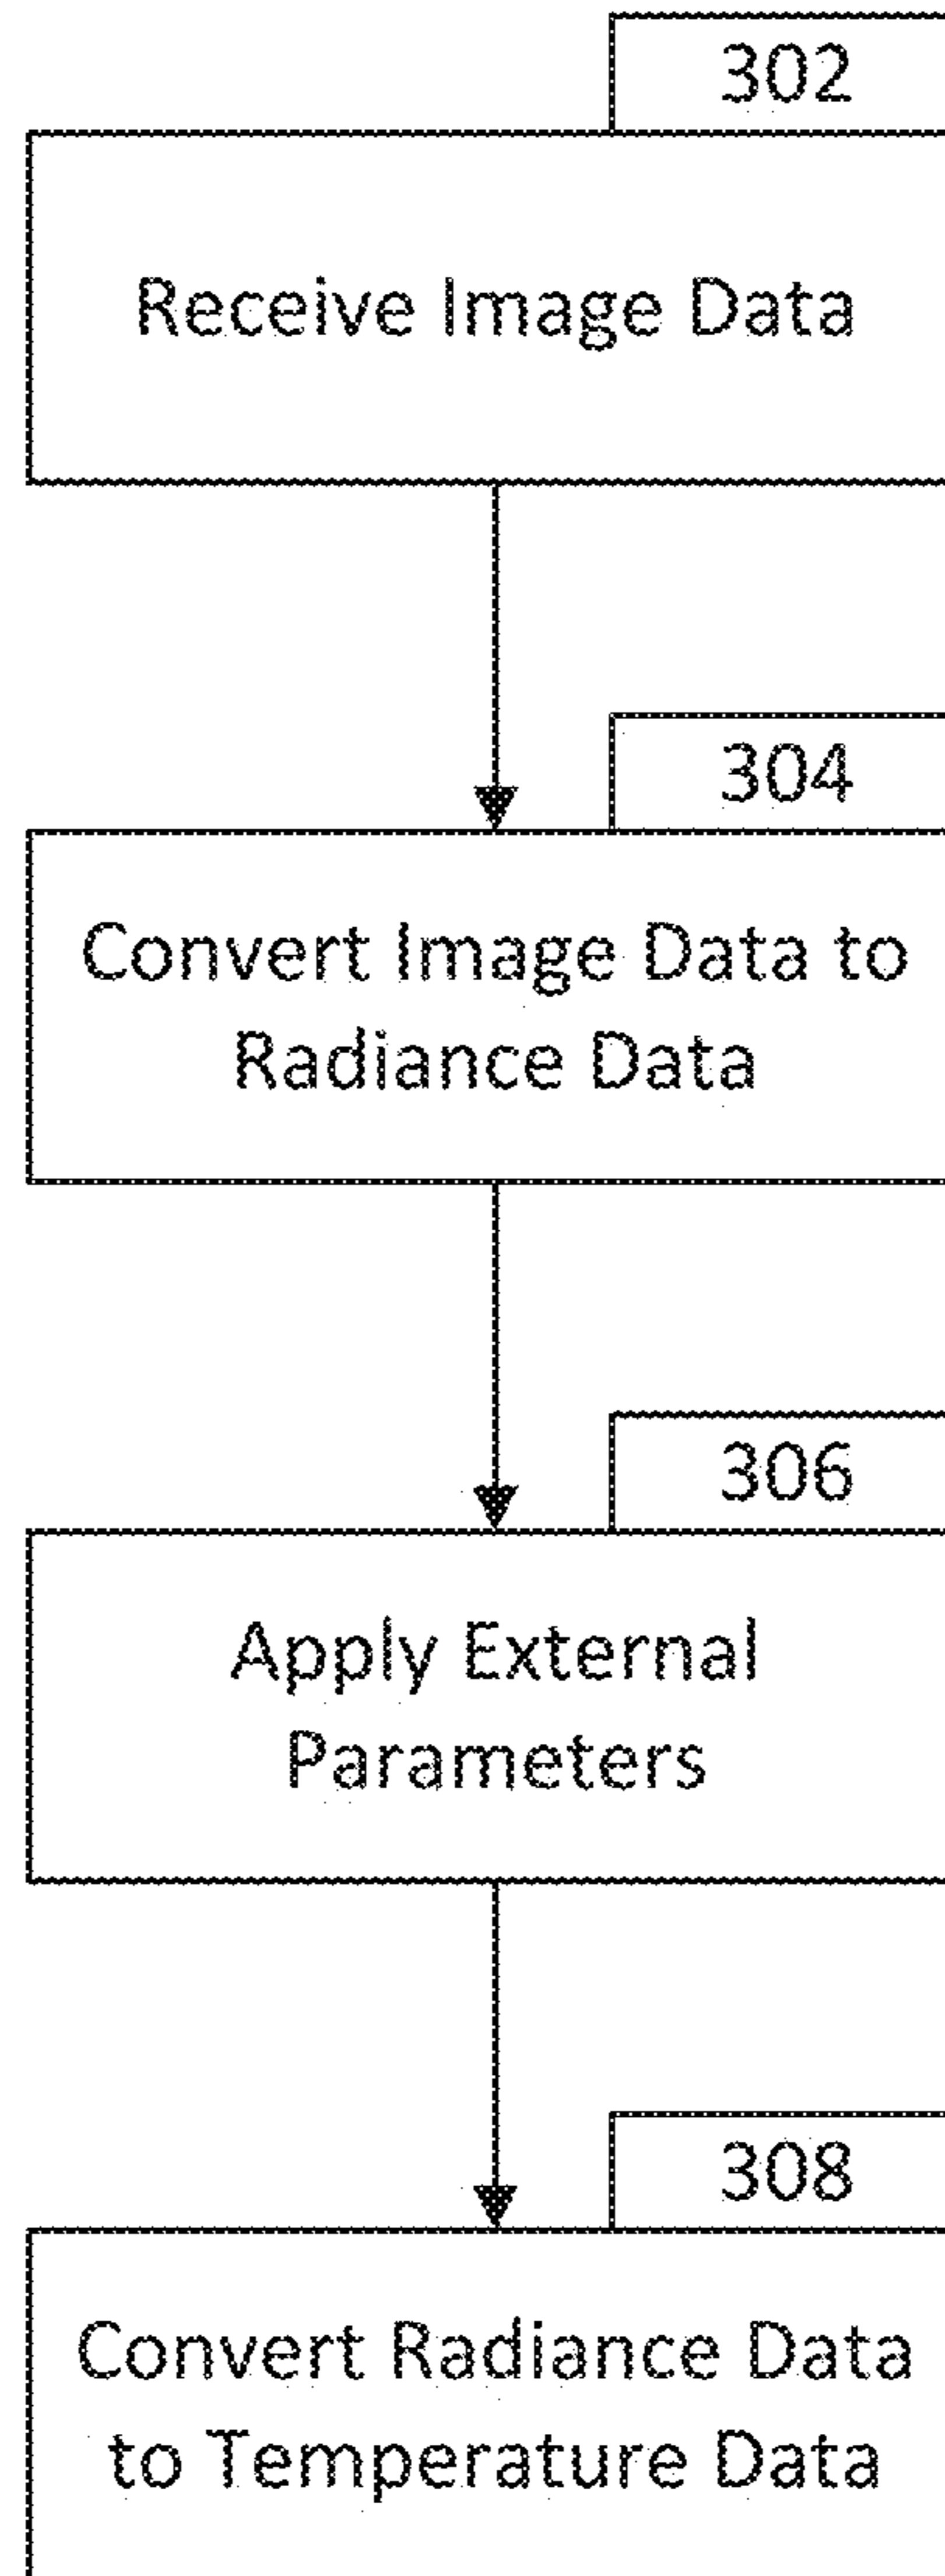 302
Receive Image Data
304
Convert Image Data to
Radiance Data
306
Apply External
Parameters
308
Convert Radiance Data
to Temperature Data